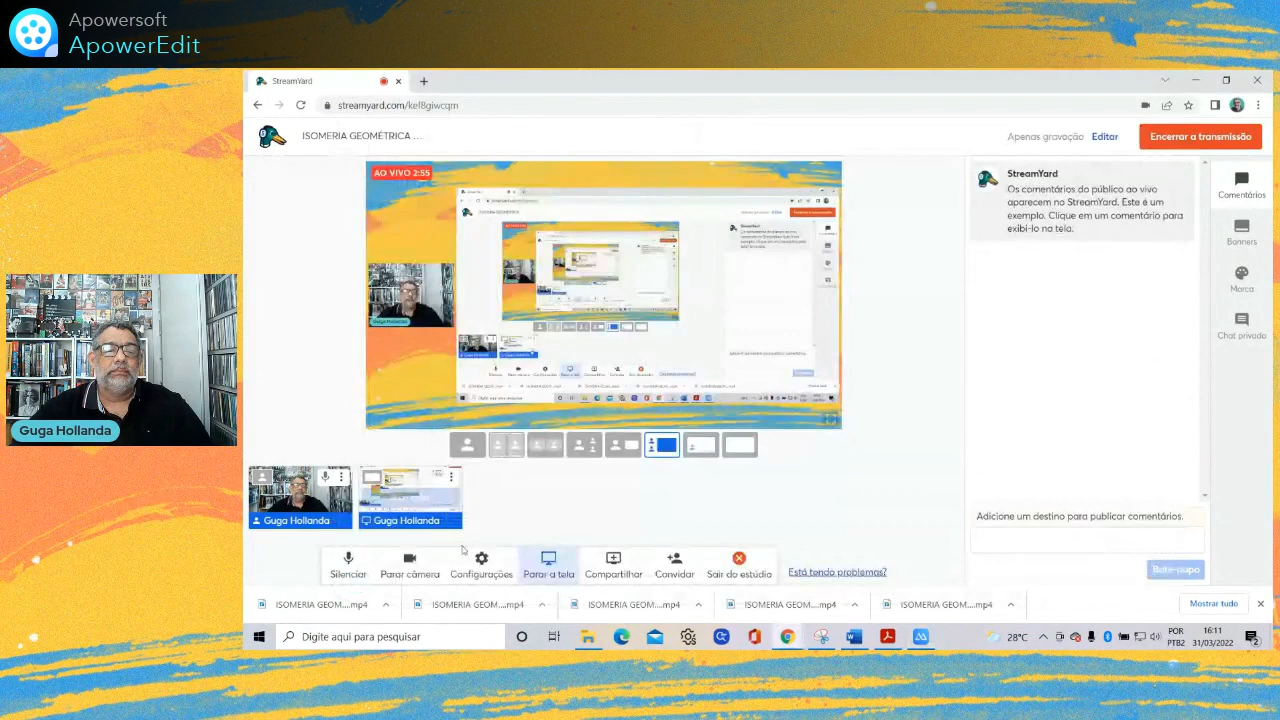 Apowersoft
ApowerEdit
StreamYard
streamyard.com/kef8giwcqm
ISOMERIA GEOMÉTRICA ...
Apenas gravação Editar
Encerrar a transmissão
AO VIVO 2:55
StreamYard
Os comentários do público ao vivo
aparecem no StreamYard. Este é um
exemplo. Clique em um comentário para
exibi-lo na tela.
Comentários
Banners
Marca
Chat privado
Guga Hollanda
Guga Hollanda
Guga Hollanda
Guga Hollanda
Adicione um destino para publicar comentários.
Bate-papo
Silenciar
Parar câmera
Configurações
Parar a tela
Compartilhar
Convidar
Sair do estúdio
Está tendo problemas?
ISOMERIA GEOM....mp4
ISOMERIA GEOM....mp4
ISOMERIA GEOM....mp4
ISOMERIA GEOM....mp4
ISOMERIA GEOM....mp4
Mostrar tudo
Digite aqui para pesquisar
28°C
POR
PTB2
16:11
31/03/2022
2